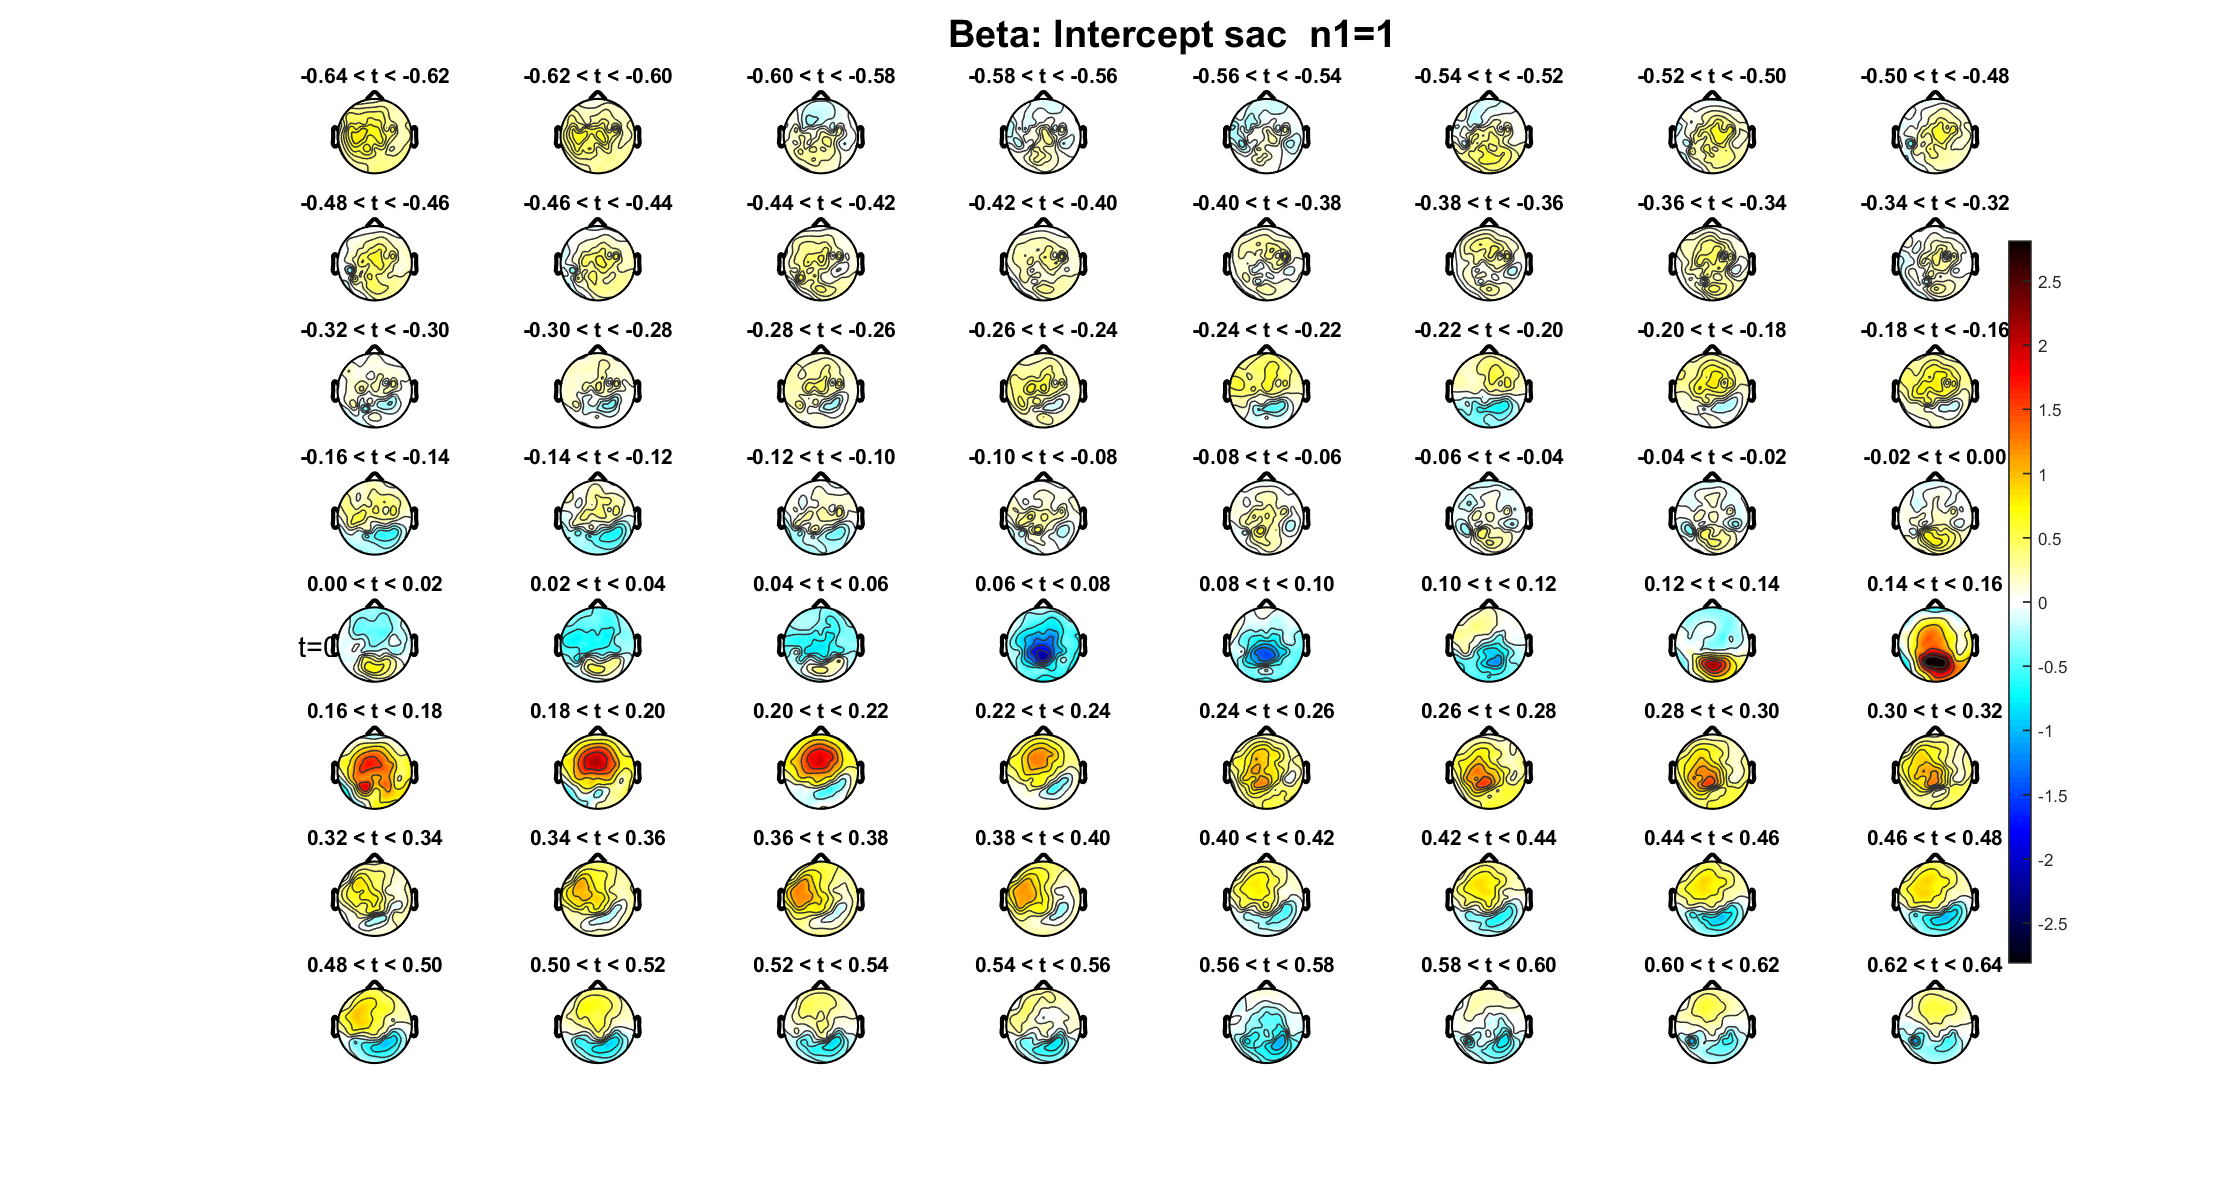 Beta: Intercept sac  n1=1
-0.64 < t < -0.62
-0.62 < t < -0.60
-0.60 < t < -0.58
-0.58 < t < -0.56
-0.56 < t < -0.54
-0.54 < t < -0.52
-0.52 < t < -0.50
-0.50 < t < -0.48
-0.48 < t < -0.46
-0.46 < t < -0.44
-0.44 < t < -0.42
-0.42 < t < -0.40
-0.40 < t < -0.38
-0.38 < t < -0.36
-0.36 < t < -0.34
-0.34 < t < -0.32
-0.32 < t < -0.30
-0.30 < t < -0.28
-0.28 < t < -0.26
-0.26 < t < -0.24
-0.24 < t < -0.22
-0.22 < t < -0.20
-0.20 < t < -0.18
-0.18 < t < -0.16
-0.16 < t < -0.14
-0.14 < t < -0.12
-0.12 < t < -0.10
-0.10 < t < -0.08
-0.08 < t < -0.06
-0.06 < t < -0.04
-0.04 < t < -0.02
-0.02 < t < 0.00
0.00 < t < 0.02
0.02 < t < 0.04
0.04 < t < 0.06
0.06 < t < 0.08
0.08 < t < 0.10
0.10 < t < 0.12
0.12 < t < 0.14
0.14 < t < 0.16
t=0
0.16 < t < 0.18
0.18 < t < 0.20
0.20 < t < 0.22
0.22 < t < 0.24
0.24 < t < 0.26
0.26 < t < 0.28
0.28 < t < 0.30
0.30 < t < 0.32
0.32 < t < 0.34
0.34 < t < 0.36
0.36 < t < 0.38
0.38 < t < 0.40
0.40 < t < 0.42
0.42 < t < 0.44
0.44 < t < 0.46
0.46 < t < 0.48
0.48 < t < 0.50
0.50 < t < 0.52
0.52 < t < 0.54
0.54 < t < 0.56
0.56 < t < 0.58
0.58 < t < 0.60
0.60 < t < 0.62
0.62 < t < 0.64
2.5
2
1.5
1
0.5
0
-0.5
-1
-1.5
-2
-2.5